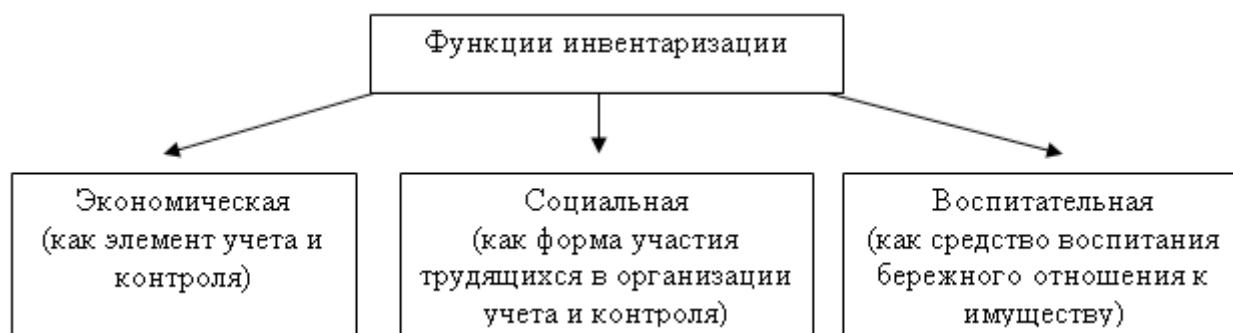 Функции инвентаризации
Экономическая
(как элемент учета и
контроля)
Социальная
(как форма участия
трудящихся в организации
учета и контроля)
Воспитательная
(как средство воспитания
бережного отношения к
имуществу)